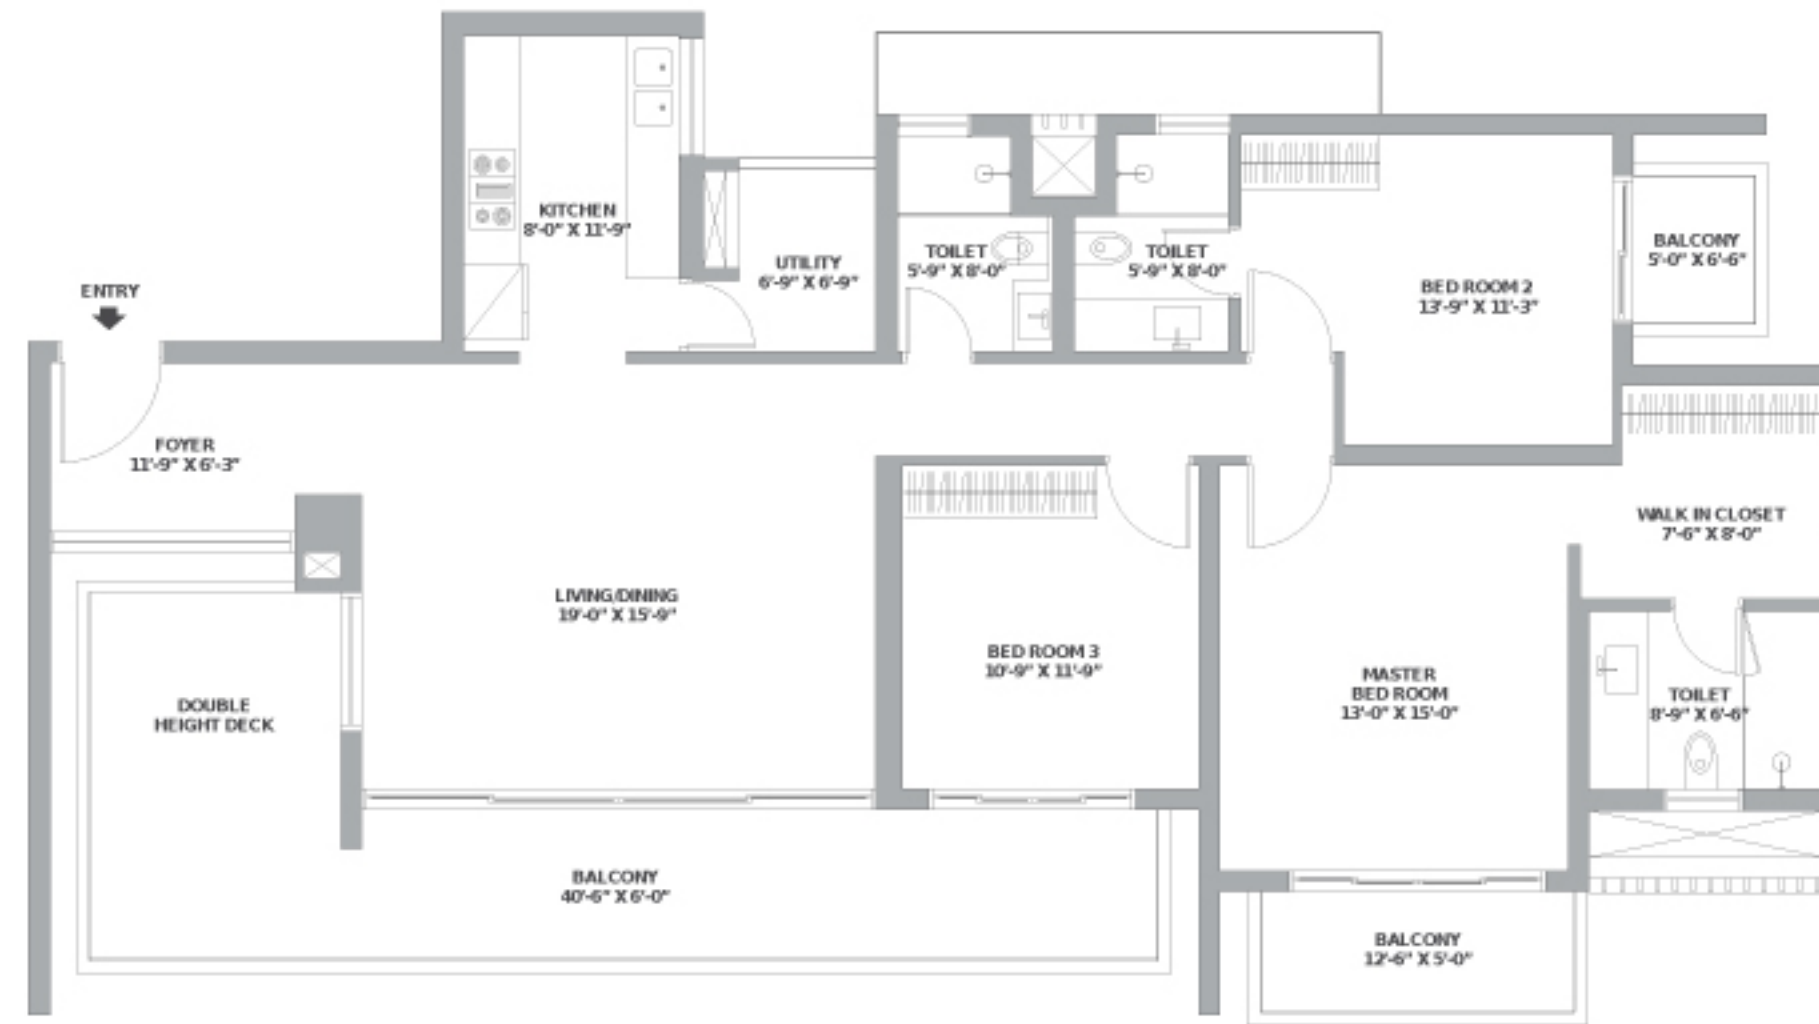 KITCHEN
8'-0" X 11'-9"
UTILITY
6'-9" X 6'-9"
TOILET
5'-9" X 8'-0"
TOILET
5'-9" X 8'-0"
BED ROOM 2
13'-9" X 11'-3"
BALCONY
5'-0" X 6'-6"
ENTRY
FOYER
11'-9" X 6'-3"
WALK IN CLOSET
7'-6" X 8'-0"
LIVING/DINING
19'-0" X 15'-9"
BED ROOM 3
10'-9" X 11'-9"
MASTER
BED ROOM
13'-0" X 15'-0"
TOILET
8'-9" X 6'-6"
DOUBLE
HEIGHT DECK
BALCONY
40'-6" X 6'-0"
BALCONY
12'-6" X 5'-0"